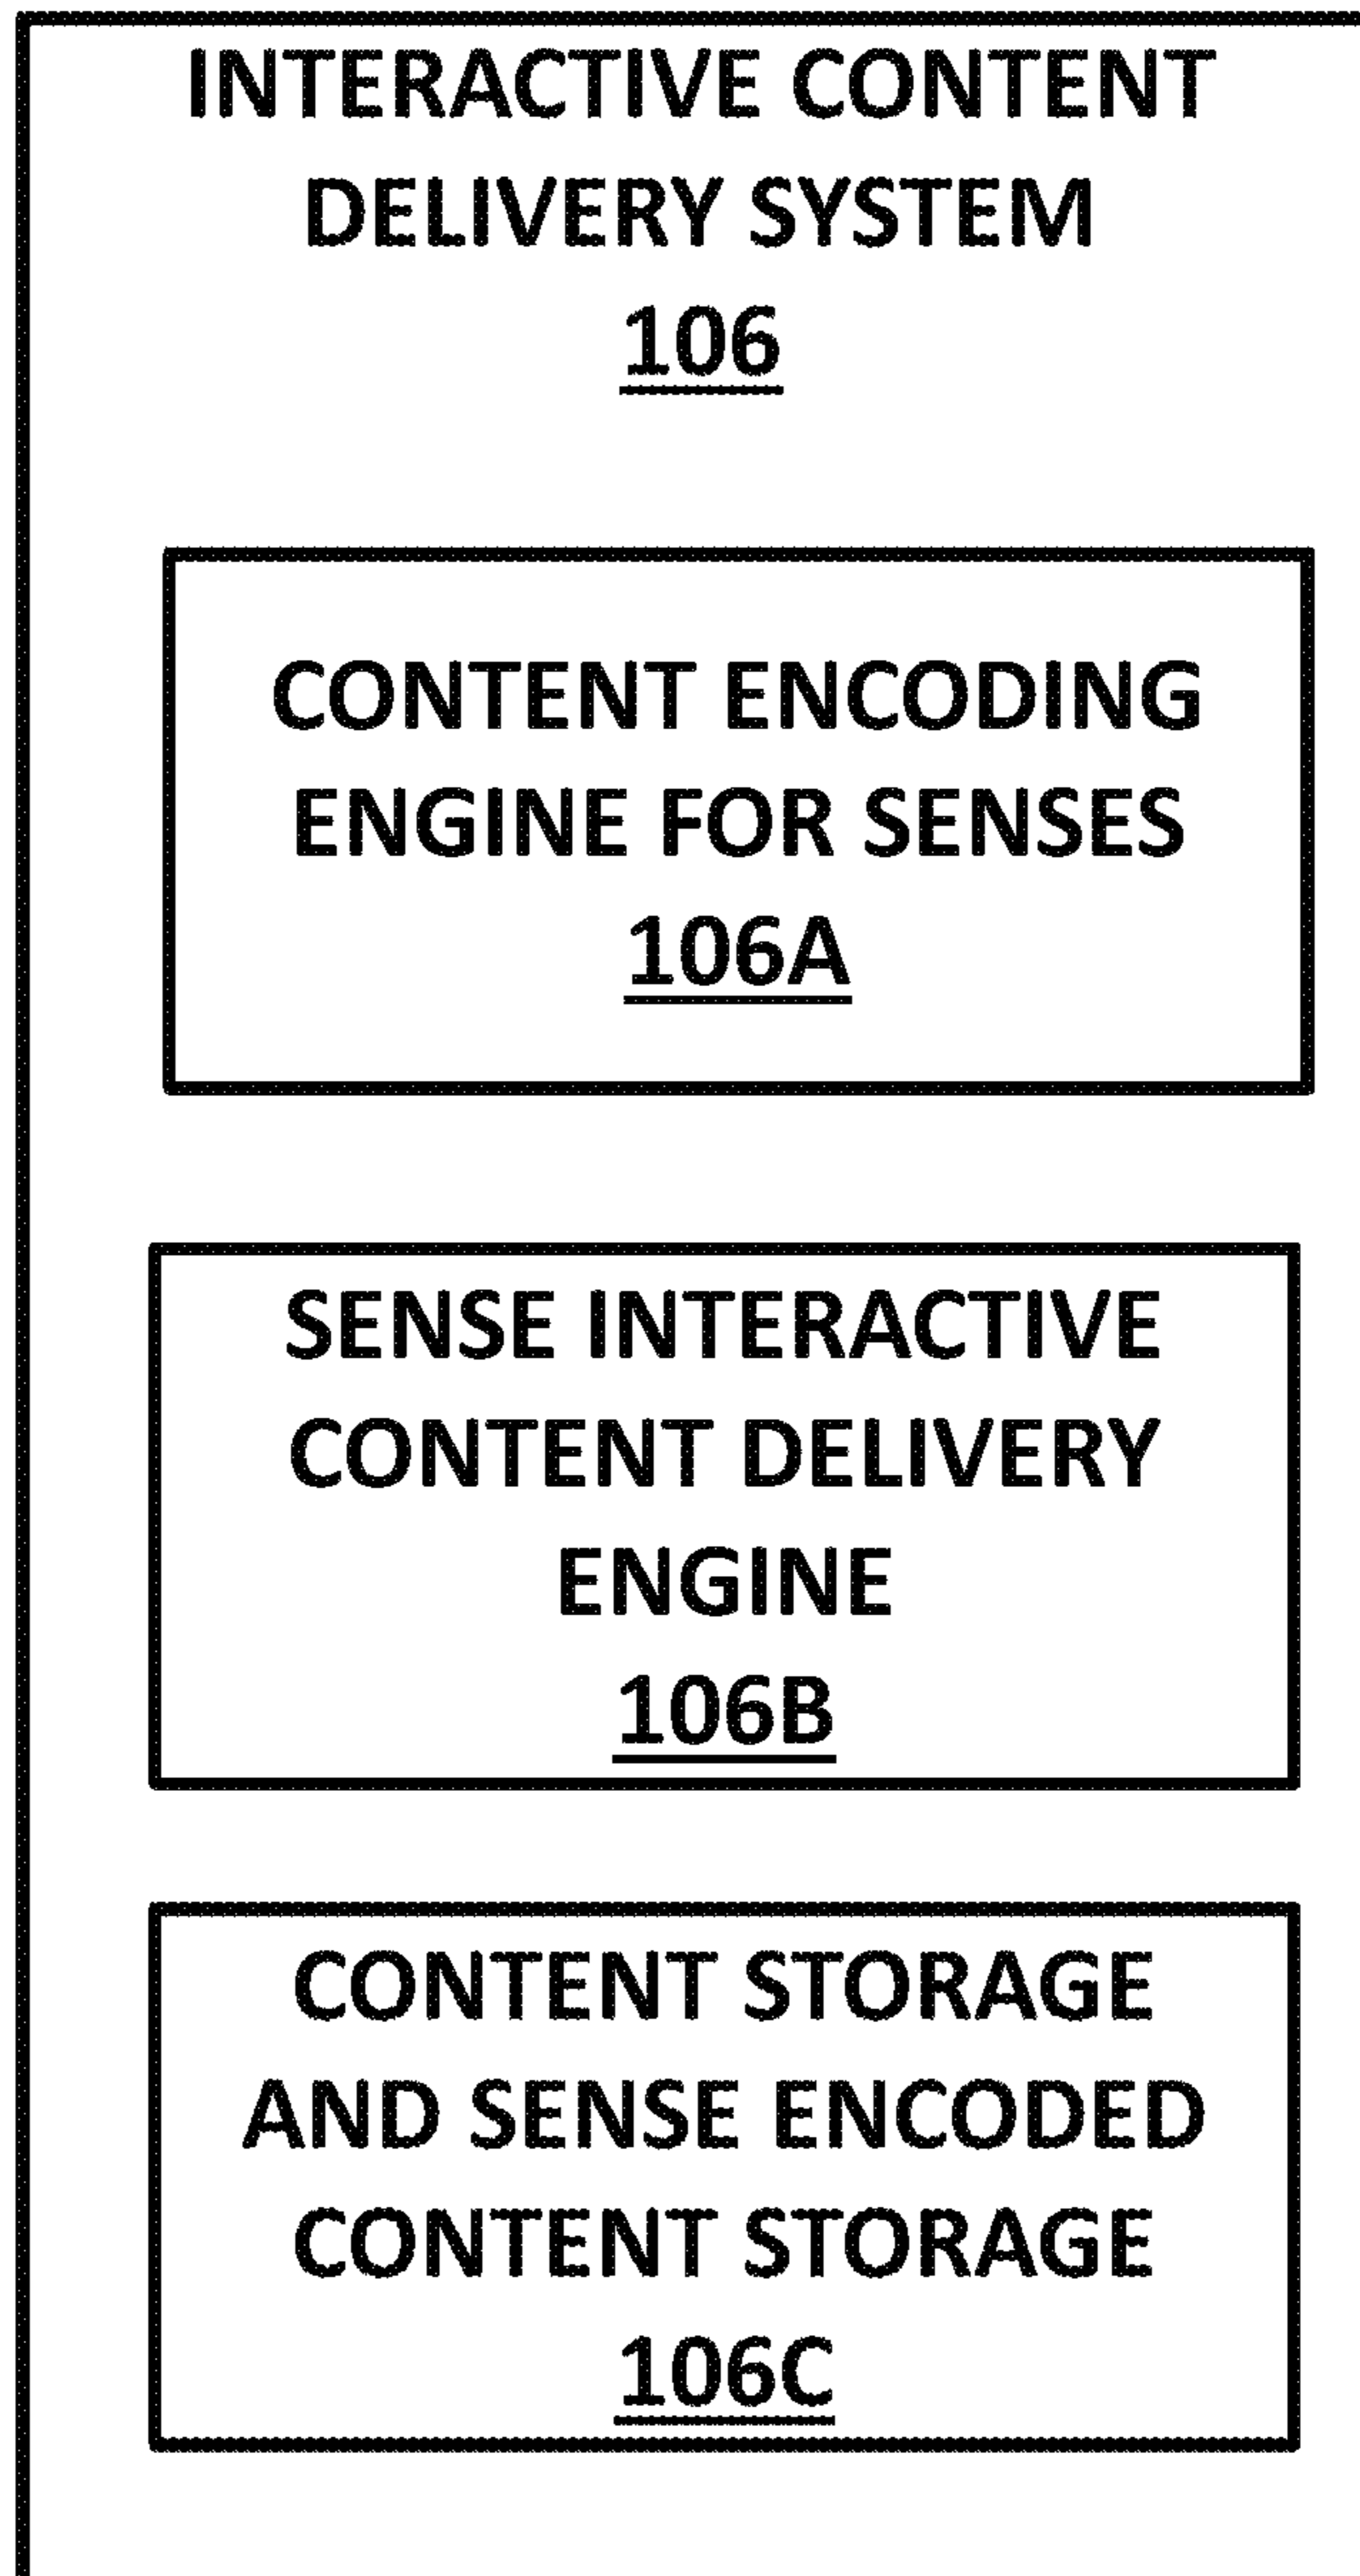 INTERACTIVE CONTENT
DELIVERY SYSTEM
106
CONTENT ENCODING
ENGINE FOR SENSES
106A
SENSE INTERACTIVE
CONTENT DELIVERY
ENGINE
106B
CONTENT STORAGE
AND SENSE ENCODED
CONTENT STORAGE
106C